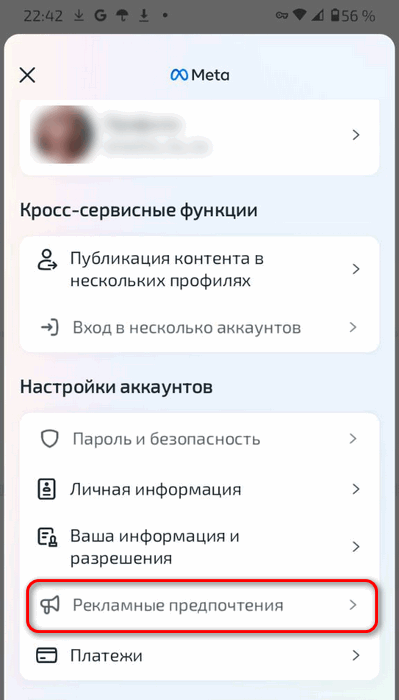 22:42 G 56 %
Meta
Кросс-сервисные функции
Публикация контента в
нескольких профилях
Вход в несколько аккаунтов
Настройки аккаунтов
Пароль и безопасность
Личная информация
Ваша информация и
разрешения
Рекламные предпочтения
Платежи